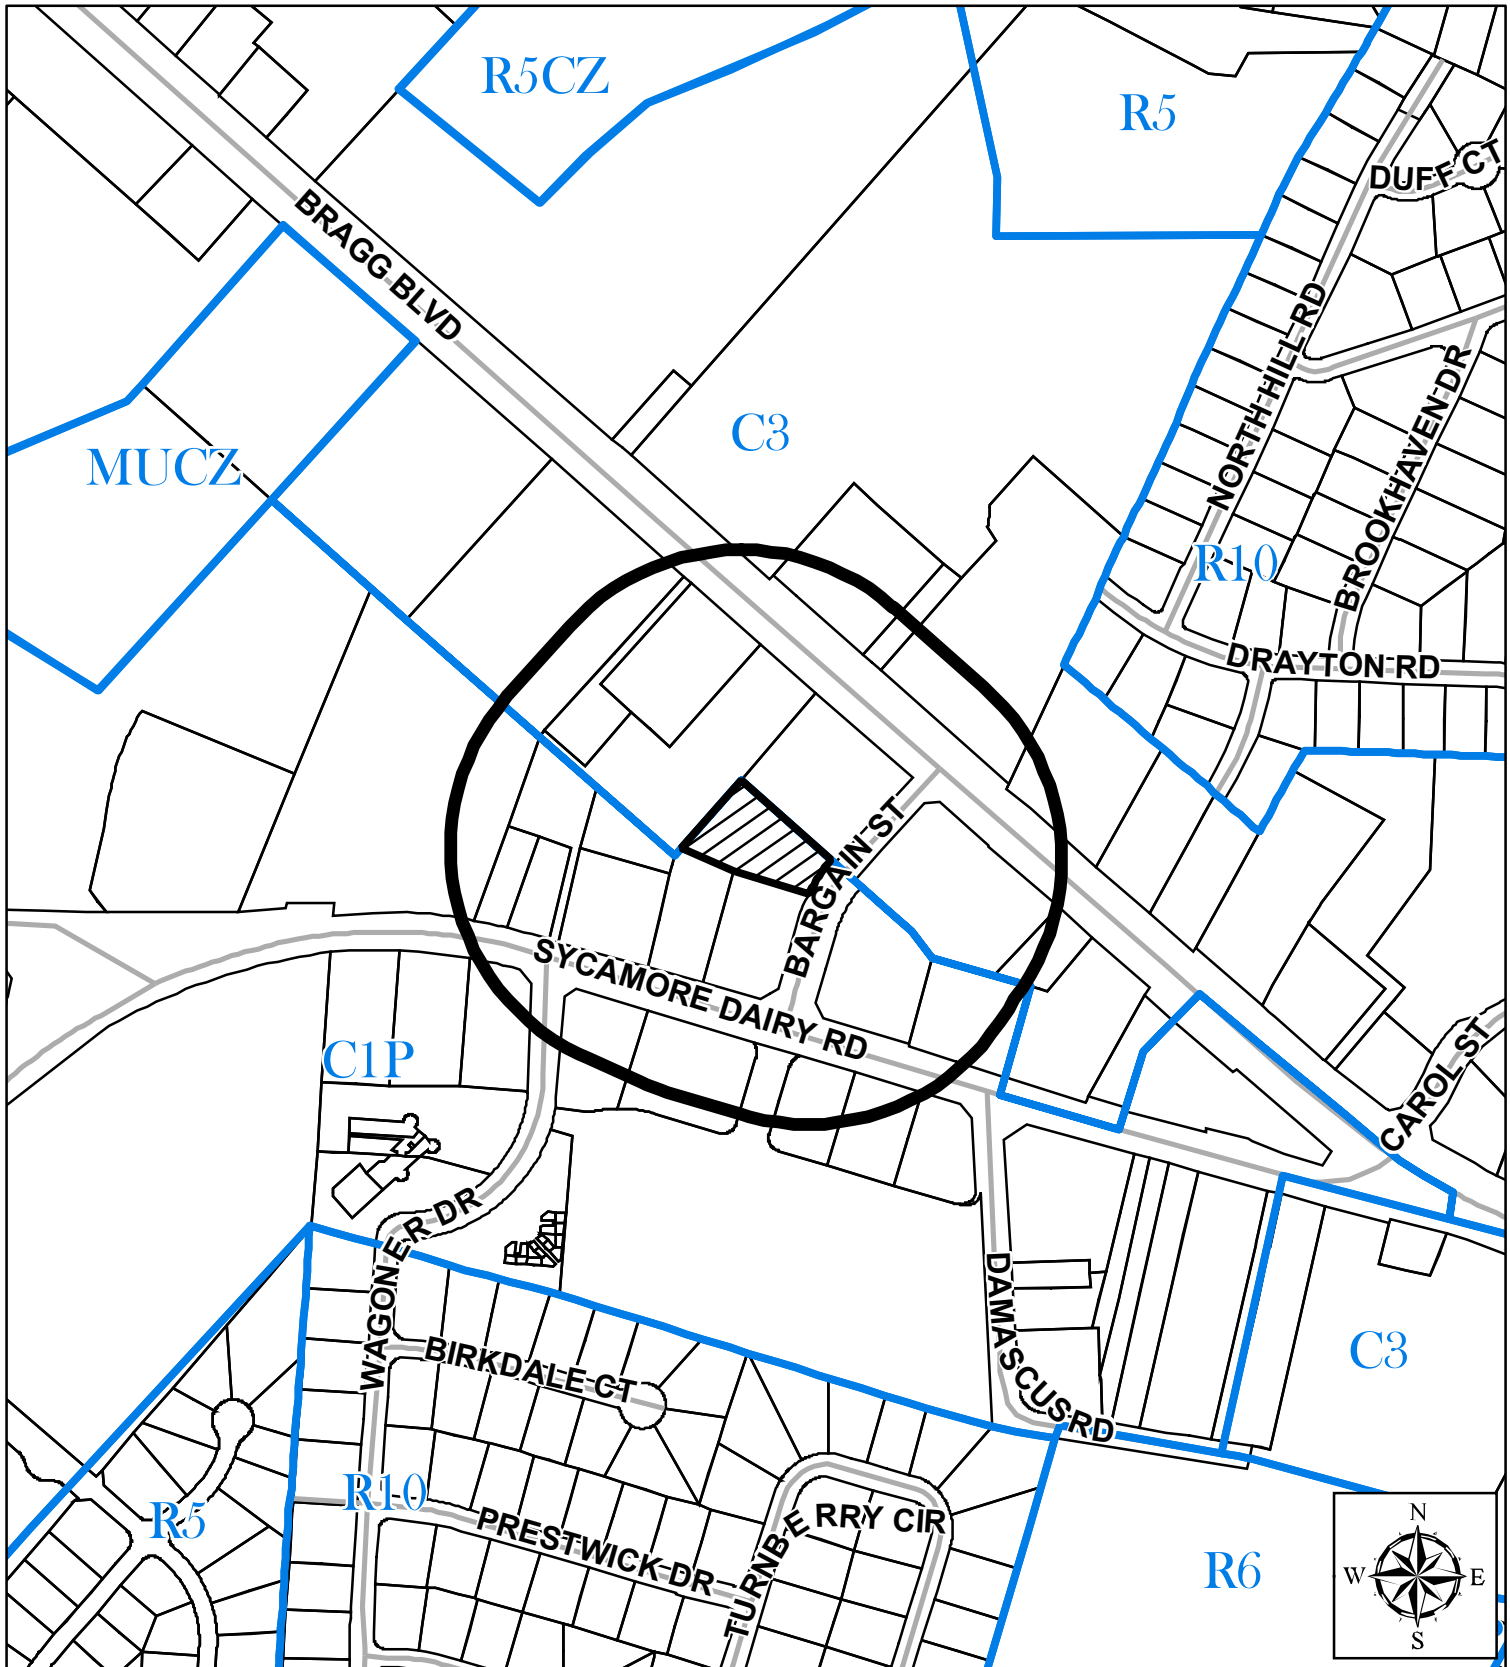 R5CZ
R5
DUFF CT
BRAGG BLVD
NORTH HILL RD
BROOKHAVEN DR
C3
MUCZ
R10
DRAYTON RD
BARGAIN ST
SYCAMORE DAIRY RD
C1P
CAROL ST
WAGONER DR
DAMASCUS RD
BIRKDALE CT
C3
R10
R5
PRESTWICK DR
TURNBERRY CIR
R6
N
W E
S